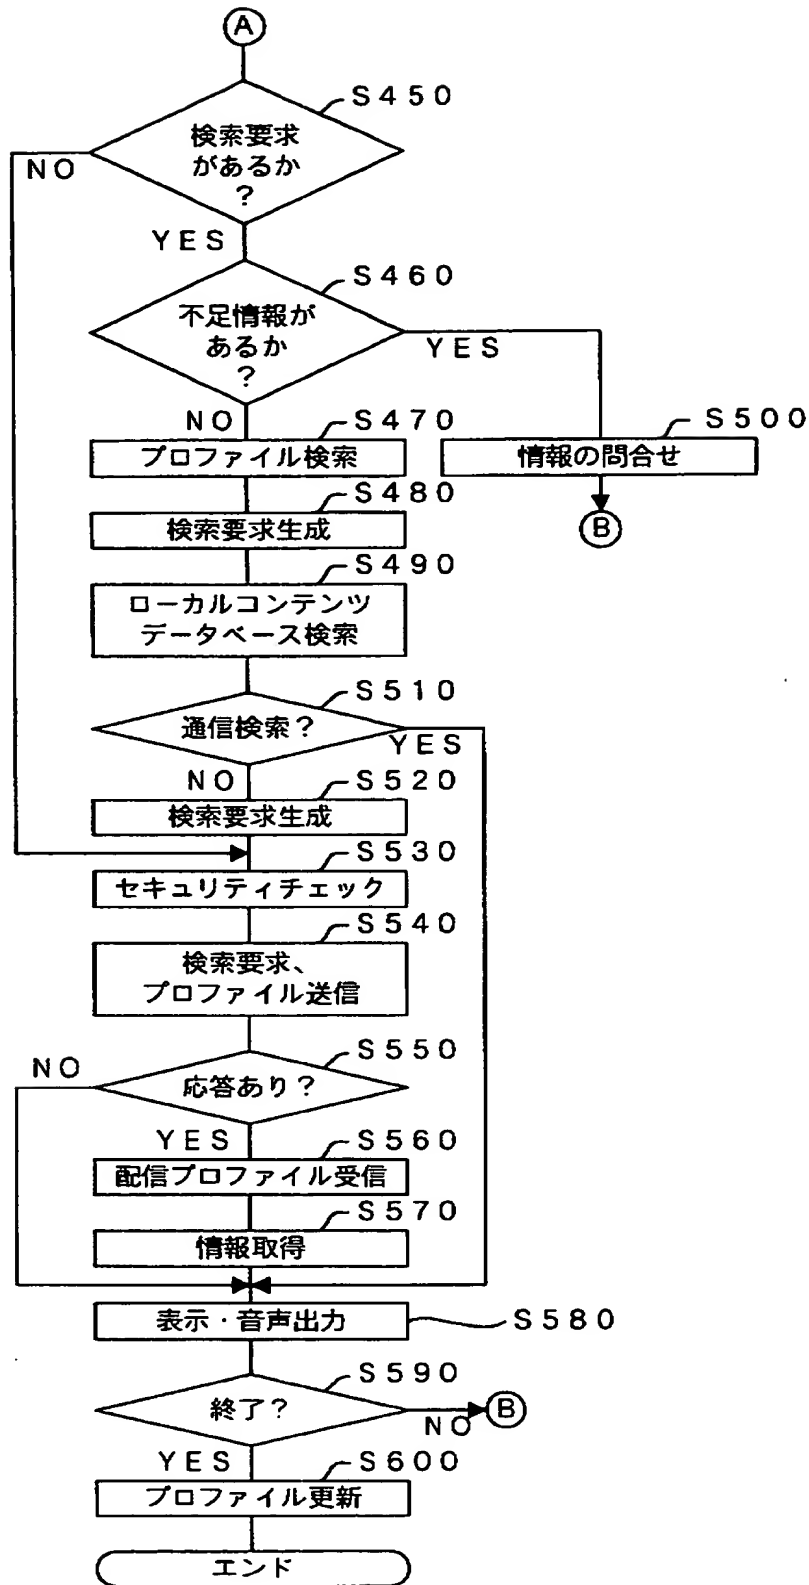 A
S450
検索要求
があるか
?
NO
YES
S460
不足情報が
あるか
?
YES
NO
S470
S500
プロファイル検索
情報の問合せ
S480
検索要求生成
B
S490
ローカルコンテンツ
データベース検索
S510
通信検索?
YES
NO
S520
検索要求生成
S530
セキュリティチェック
S540
検索要求、
プロファイル送信
S550
NO
応答あり?
YES
S560
配信プロファイル受信
S570
情報取得
表示・音声出力
S580
S590
終了?
NO
B
YES
S600
プロファイル更新
エンド